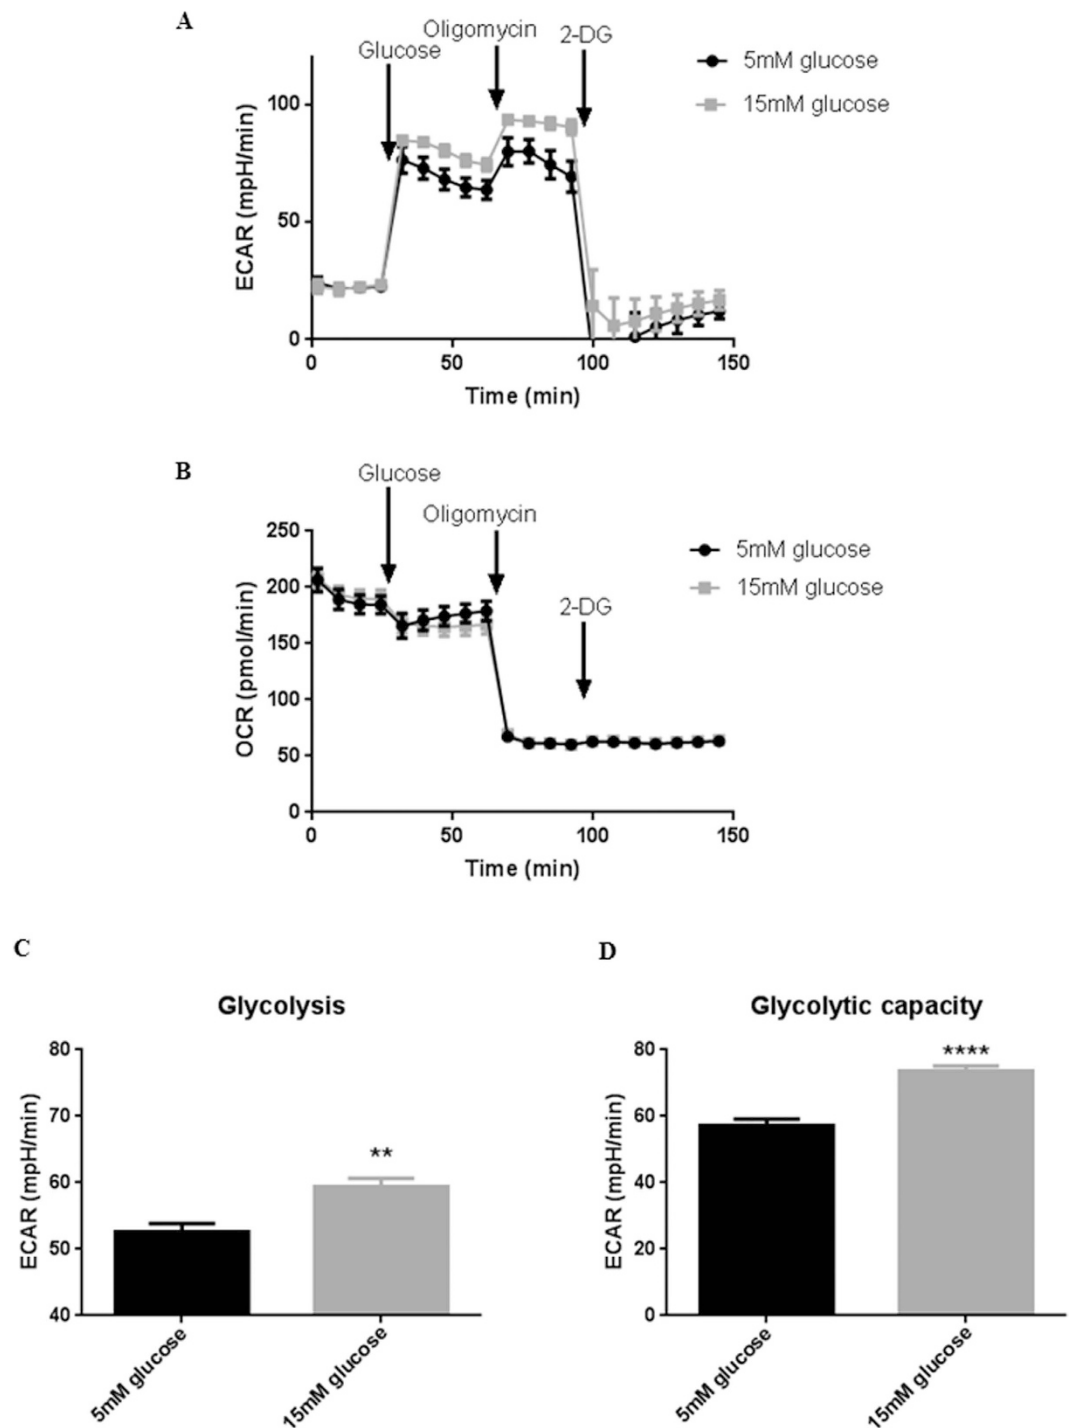 A
Glucose
Oligomycin
2-DG
5mM glucose
15mM glucose
ECAR (mpH/min)
100
50
0
0 50 100 150
Time (min)
B
Glucose
Oligomycin
2-DG
5mM glucose
15mM glucose
OCR (pmol/min)
250
200
150
100
50
0
0 50 100 150
Time (min)
C
Glycolysis
ECAR (mpH/min)
80
70
60
50
40
**
5mM glucose
15mM glucose
D
Glycolytic capacity
ECAR (mpH/min)
80
60
40
20
0
****
5mM glucose
15mM glucose